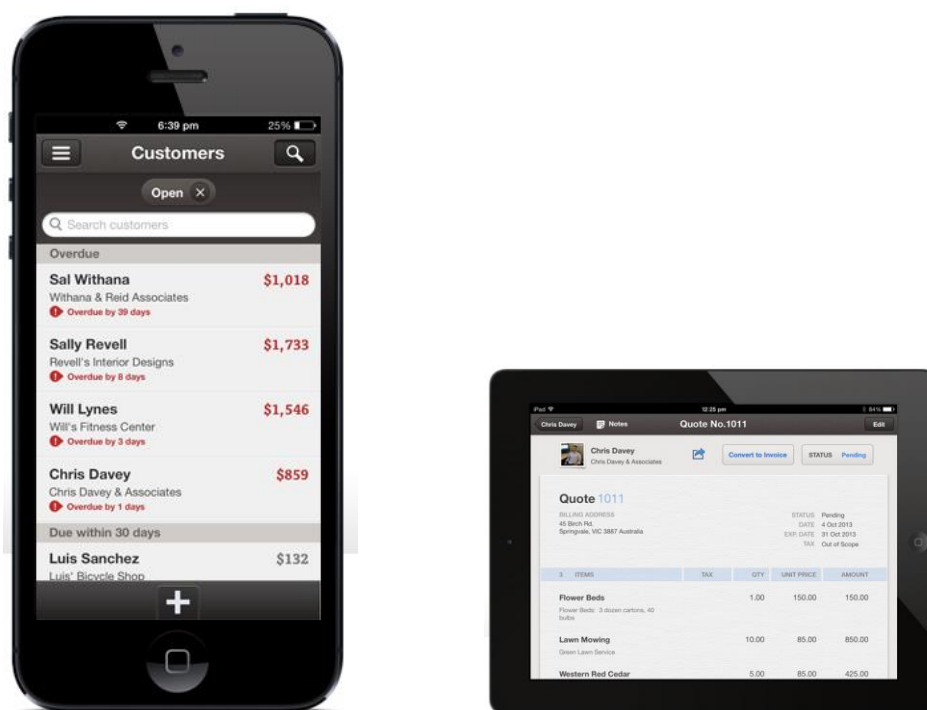 6:39 pm 25%
Customers
Open
Search customers
Overdue
Sal Withana $1,018
Withana & Reid Associates
Overdue by 39 days
Sally Revell $1,733
Revell's Interior Designs
Overdue by 8 days
Will Lynes $1,546
Will's Fitness Center
Overdue by 3 days
Chris Davey $859
Chris Davey & Associates
Overdue by 1 days
Due within 30 days
Luis Sanchez $132
Luis' Bicycle Shop
iPad 12:25 pm 84%
Chris Davey Notes Quote No.1011 Edit
Chris Davey
Chris Davey & Associates
Convert to Invoice STATUS Pending
Quote 1011
BILLING ADDRESS
45 Birch Rd,
Springvale, VIC 3887 Australia
STATUS Pending
DATE 4 Oct 2013
EXP. DATE 31 Oct 2013
TAX Out of Scope
3 ITEMS TAX QTY UNIT PRICE AMOUNT
Flower Beds 1.00 150.00 150.00
Flower Beds: 3 dozen cartons, 40
bulbs
Lawn Mowing 10.00 85.00 850.00
Green Lawn Service
Western Red Cedar 5.00 85.00 425.00